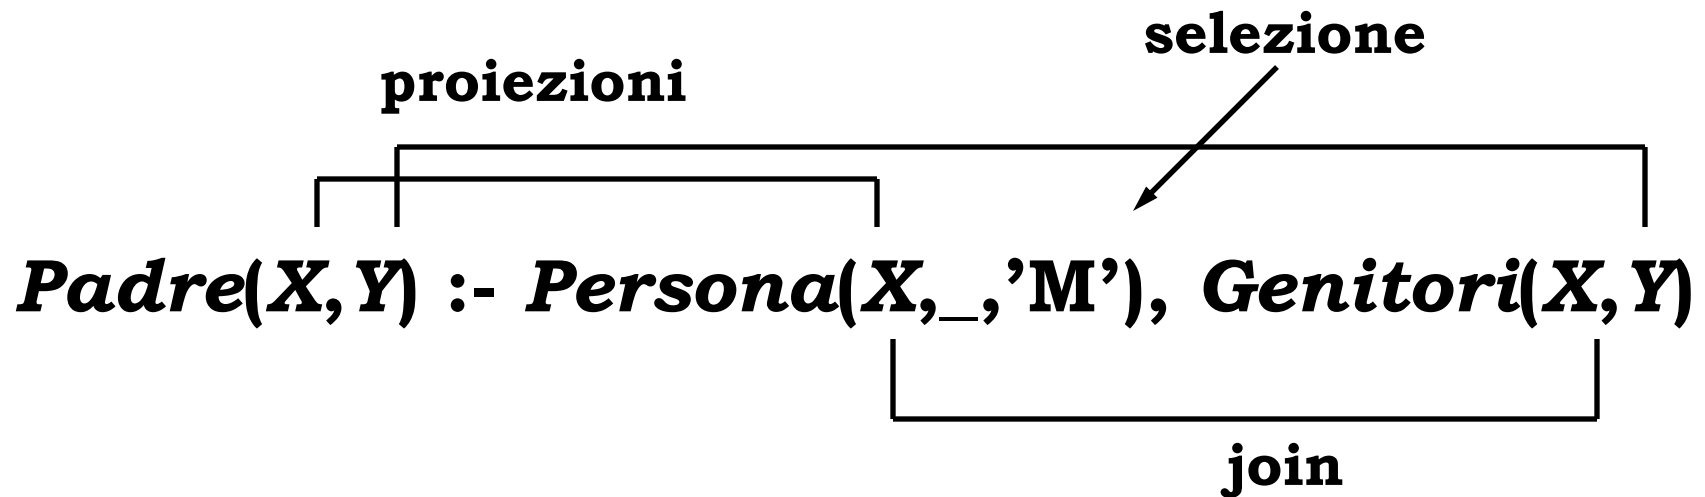 selezione
proiezioni
Padre(X,Y) :- Persona(X,_,’M’), Genitori(X,Y)
join